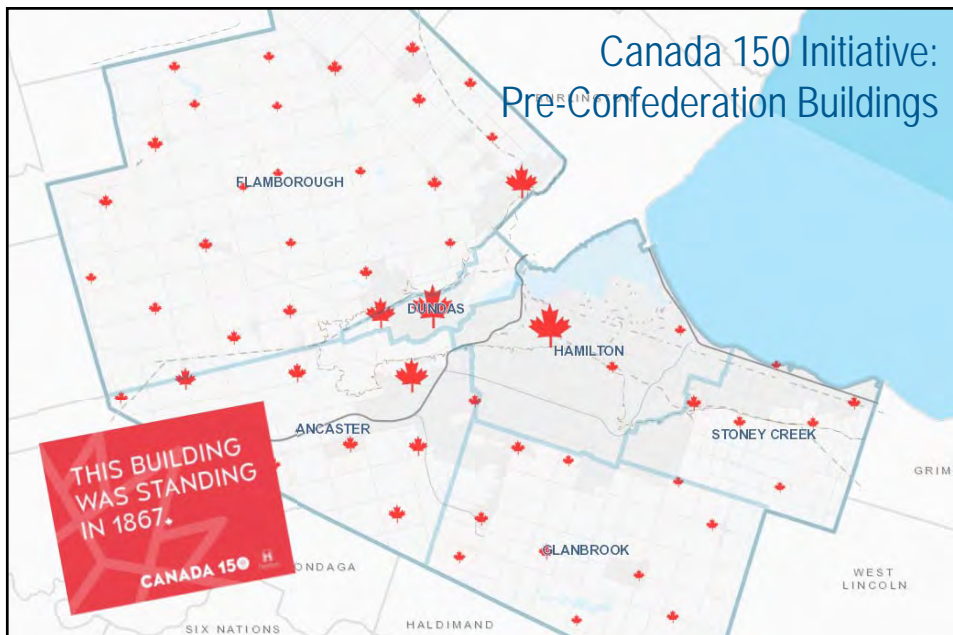 Canada 150 Initiative:
Pre-Confederation Buildings
BURLINGTON
FLAMBOROUGH
DUNDAS
HAMILTON
ANCASTER
STONEY CREEK
GLANBROOK
GRIM
WEST
LINCOLN
ONDAGA
SIX NATIONS
HALDIMAND
THIS BUILDING
WAS STANDING
IN 1867
CANADA 150